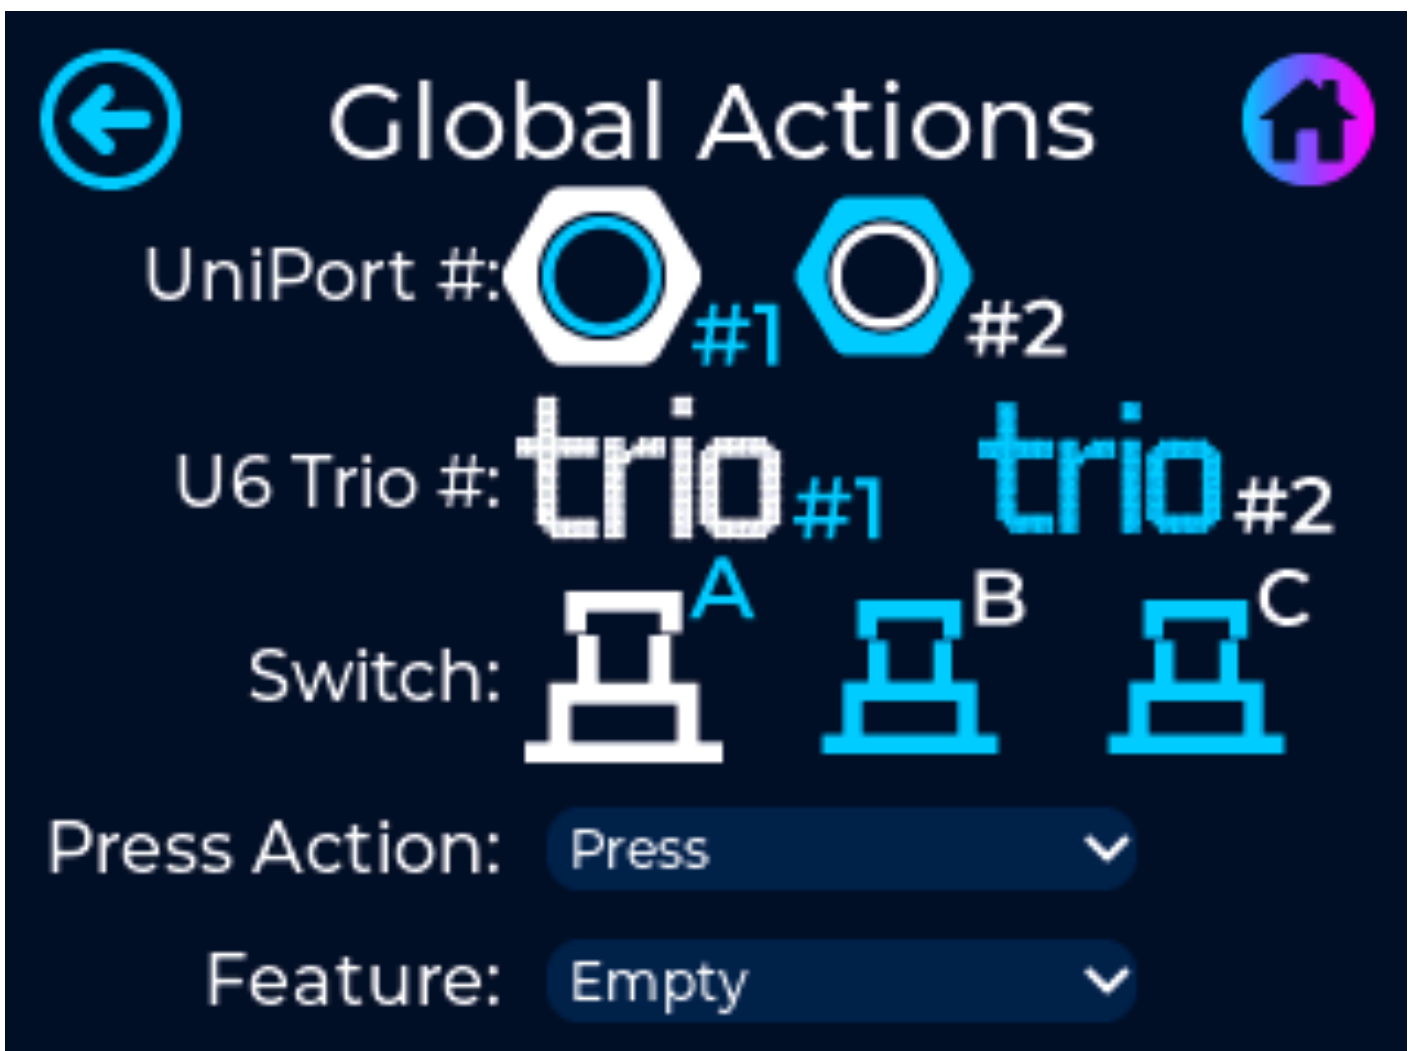 Global Actions
UniPort #: #1 #2
U6 Trio #: trio #1 trio #2
Switch: A B C
Press Action: Press
Feature: Empty